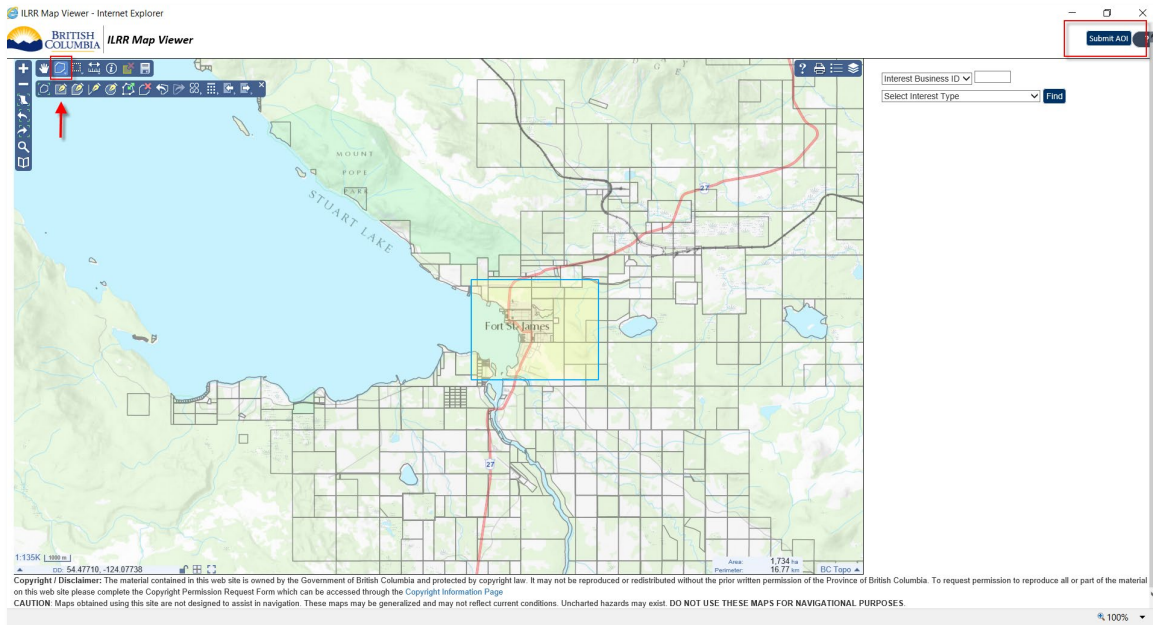 ILRR Map Viewer - Internet Explorer
BRITISH
COLUMBIA
ILRR Map Viewer
Submit AOI
?
Interest Business ID
Select Interest Type
Find
MOUNT
POPE
PARK
STUART LAKE
27
Fort St. James
27
1:135K
1000 m
DD: 54.47710, -124.07738
Area: 1,734 ha
Perimeter: 16.77 km
BC Topo
Copyright / Disclaimer: The material contained in this web site is owned by the Government of British Columbia and protected by copyright law. It may not be reproduced or redistributed without the prior written permission of the Province of British Columbia. To request permission to reproduce all or part of the material
on this web site please complete the Copyright Permission Request Form which can be accessed through the Copyright Information Page
CAUTION: Maps obtained using this site are not designed to assist in navigation. These maps may be generalized and may not reflect current conditions. Uncharted hazards may exist. DO NOT USE THESE MAPS FOR NAVIGATIONAL PURPOSES.
100%